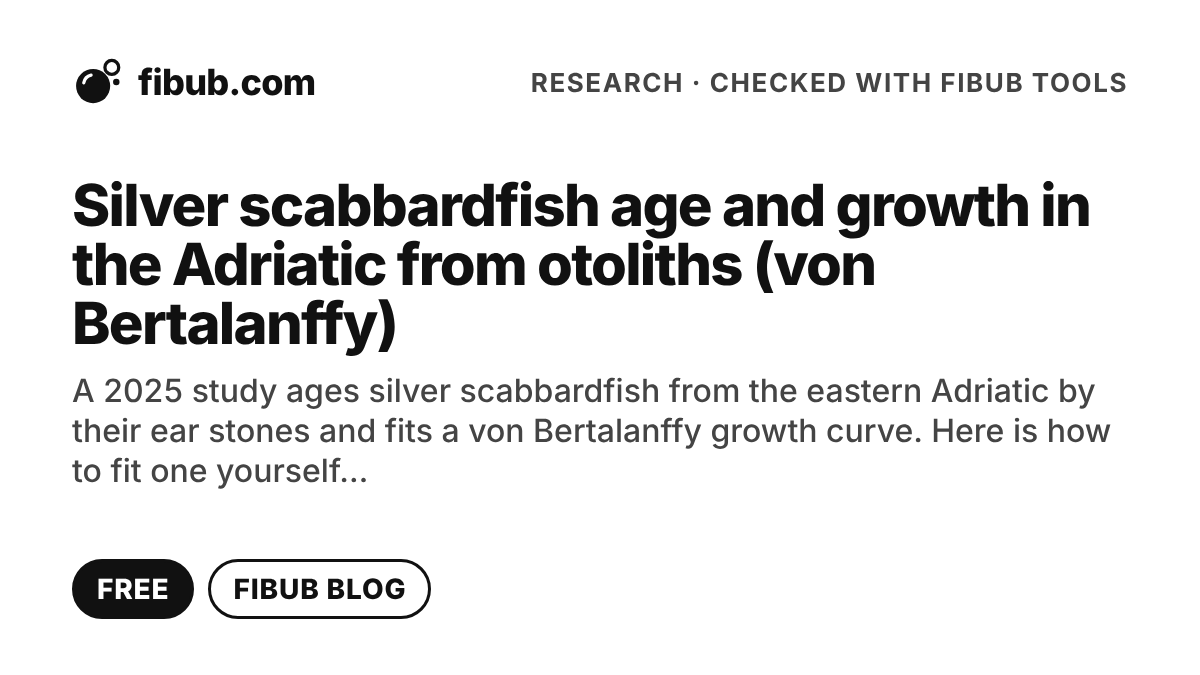 fibub.com
RESEARCH · CHECKED WITH FIBUB TOOLS
Silver scabbardfish age and growth in
the Adriatic from otoliths (von
Bertalanffy)
A 2025 study ages silver scabbardfish from the eastern Adriatic by
their ear stones and fits a von Bertalanffy growth curve. Here is how
to fit one yourself...
FREE
FIBUB BLOG